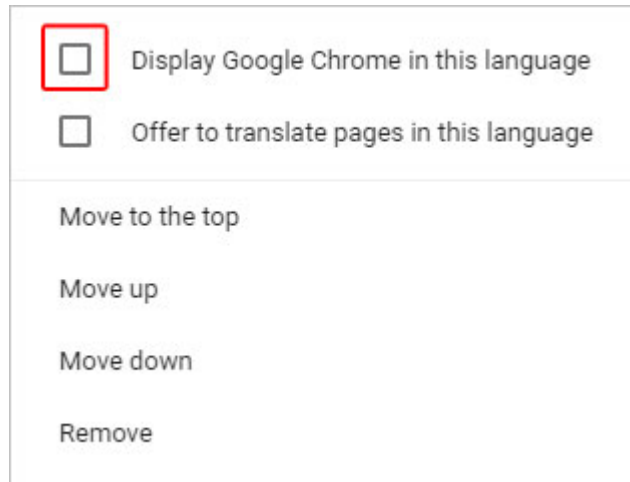 Display Google Chrome in this language
Offer to translate pages in this language
Move to the top
Move up
Move down
Remove